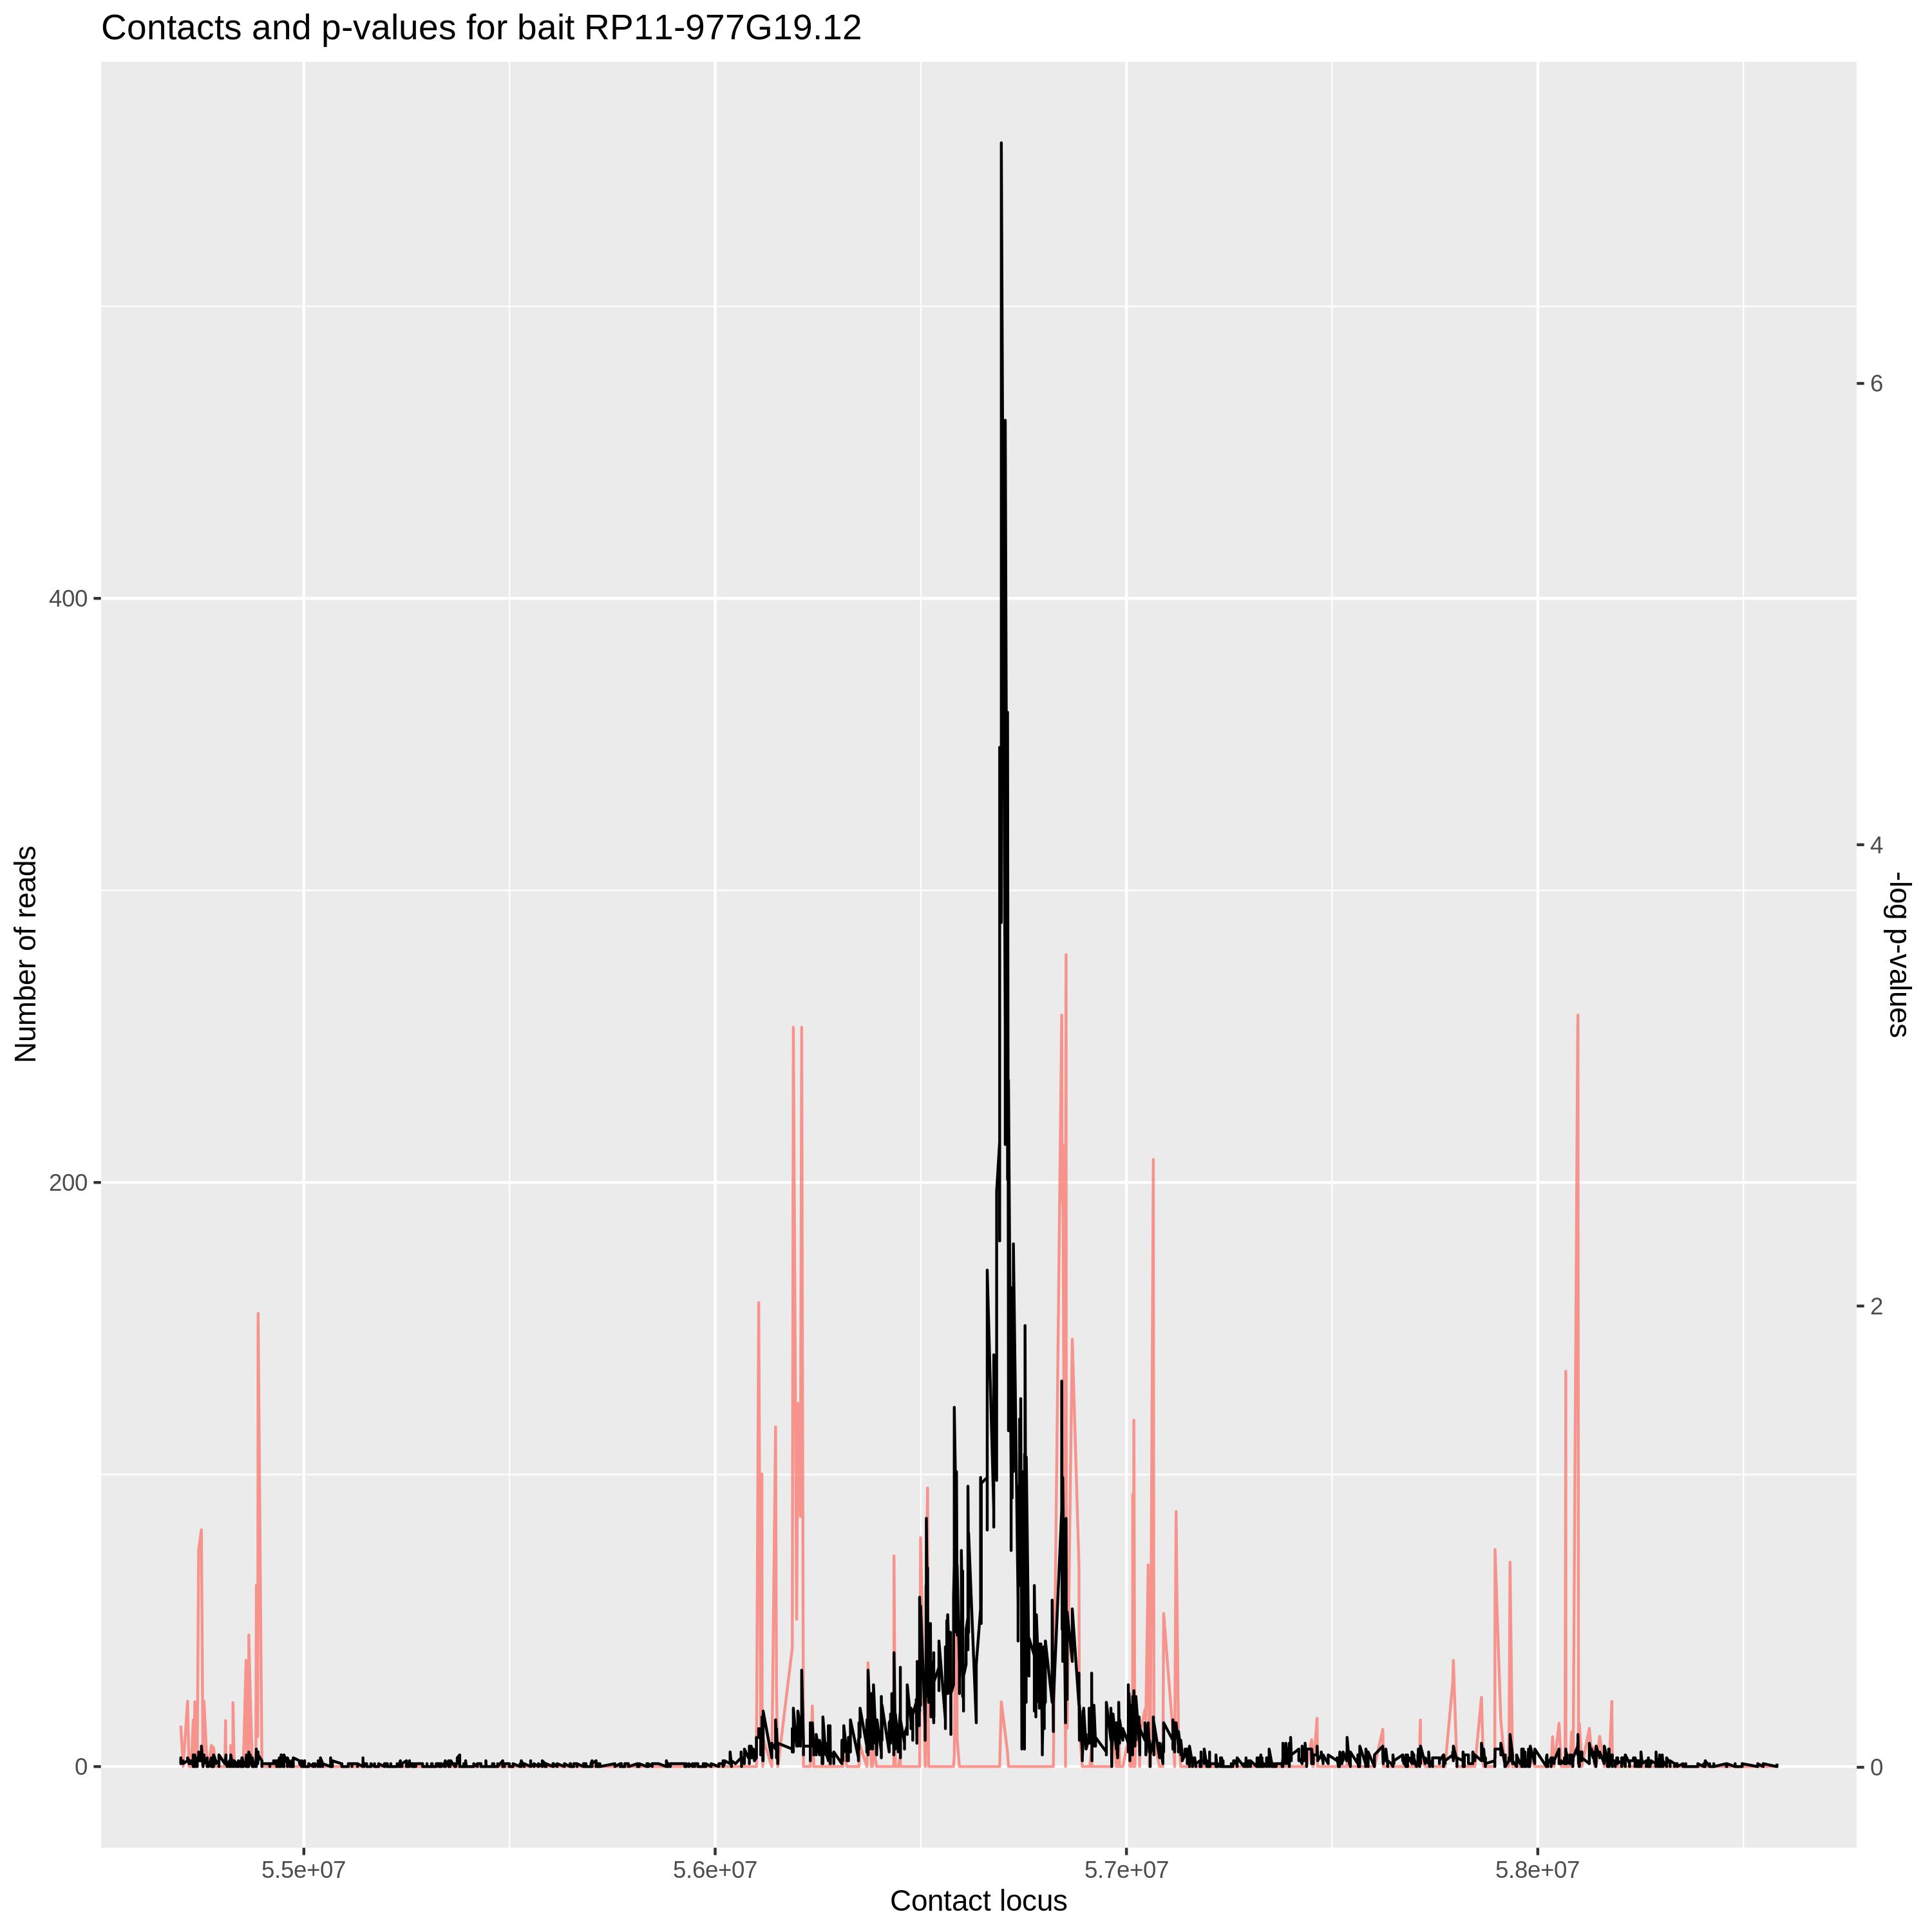 Contacts and p-values for bait RP11-977G19.12
Number of reads
400
200
0
6
4
2
0
-log p-values
5.5e+07 5.6e+07 5.7e+07 5.8e+07
Contact locus